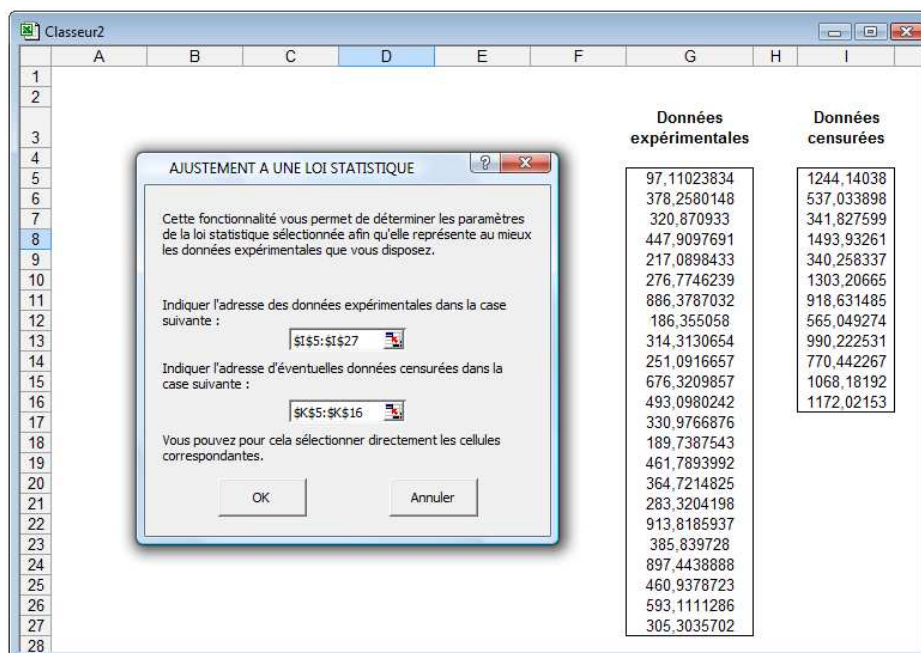 Classeur2
A B C D E F G H I
1
2
3 Données expérimentales Données censurées
4
5 97,11023834 1244,14038
6 378,2580148 537,033898
7 320,870933 341,827599
8 447,9097691 1493,93261
9 217,0898433 340,258337
10 276,7746239 1303,20665
11 886,3787032 918,631485
12 186,355058 565,049274
13 314,3130654 990,222531
14 251,0916657 770,442267
15 676,3209857 1068,18192
16 493,0980242 1172,02153
17 330,9766876
18 189,7387543
19 461,7893992
20 364,7214825
21 283,3204198
22 913,8185937
23 385,839728
24 897,4438888
25 460,9378723
26 593,1111286
27 305,3035702
28
AJUSTEMENT A UNE LOI STATISTIQUE
Cette fonctionnalité vous permet de déterminer les paramètres
de la loi statistique sélectionnée afin qu'elle représente au mieux
les données expérimentales que vous disposez.
Indiquer l'adresse des données expérimentales dans la case
suivante :
$I$5:$I$27
Indiquer l'adresse d'éventuelles données censurées dans la
case suivante :
$K$5:$K$16
Vous pouvez pour cela sélectionner directement les cellules
correspondantes.
OK Annuler